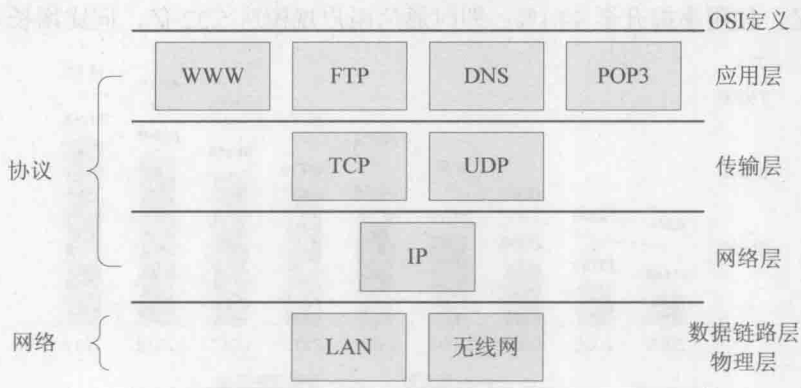 OSI定义
WWW FTP DNS POP3 应用层
协议
TCP UDP 传输层
IP 网络层
网络
LAN 无线网 数据链路层
物理层